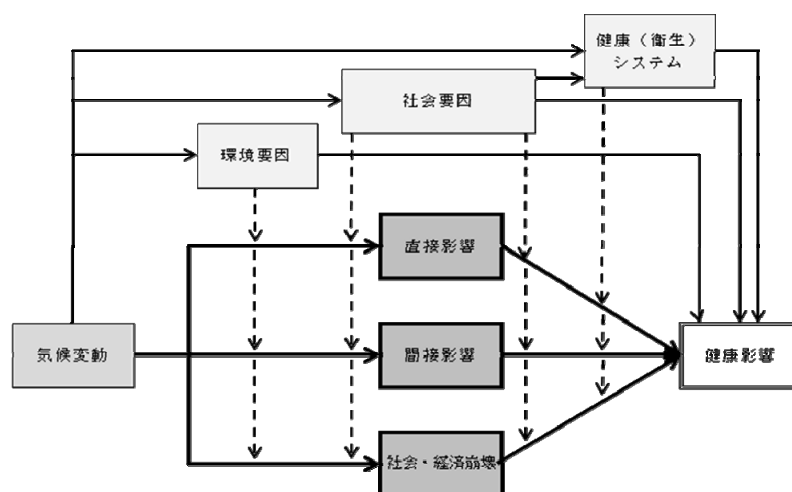 健康（衛生）
システム
社会要因
環境要因
直接影響
気候変動
間接影響
健康影響
社会・経済崩壊